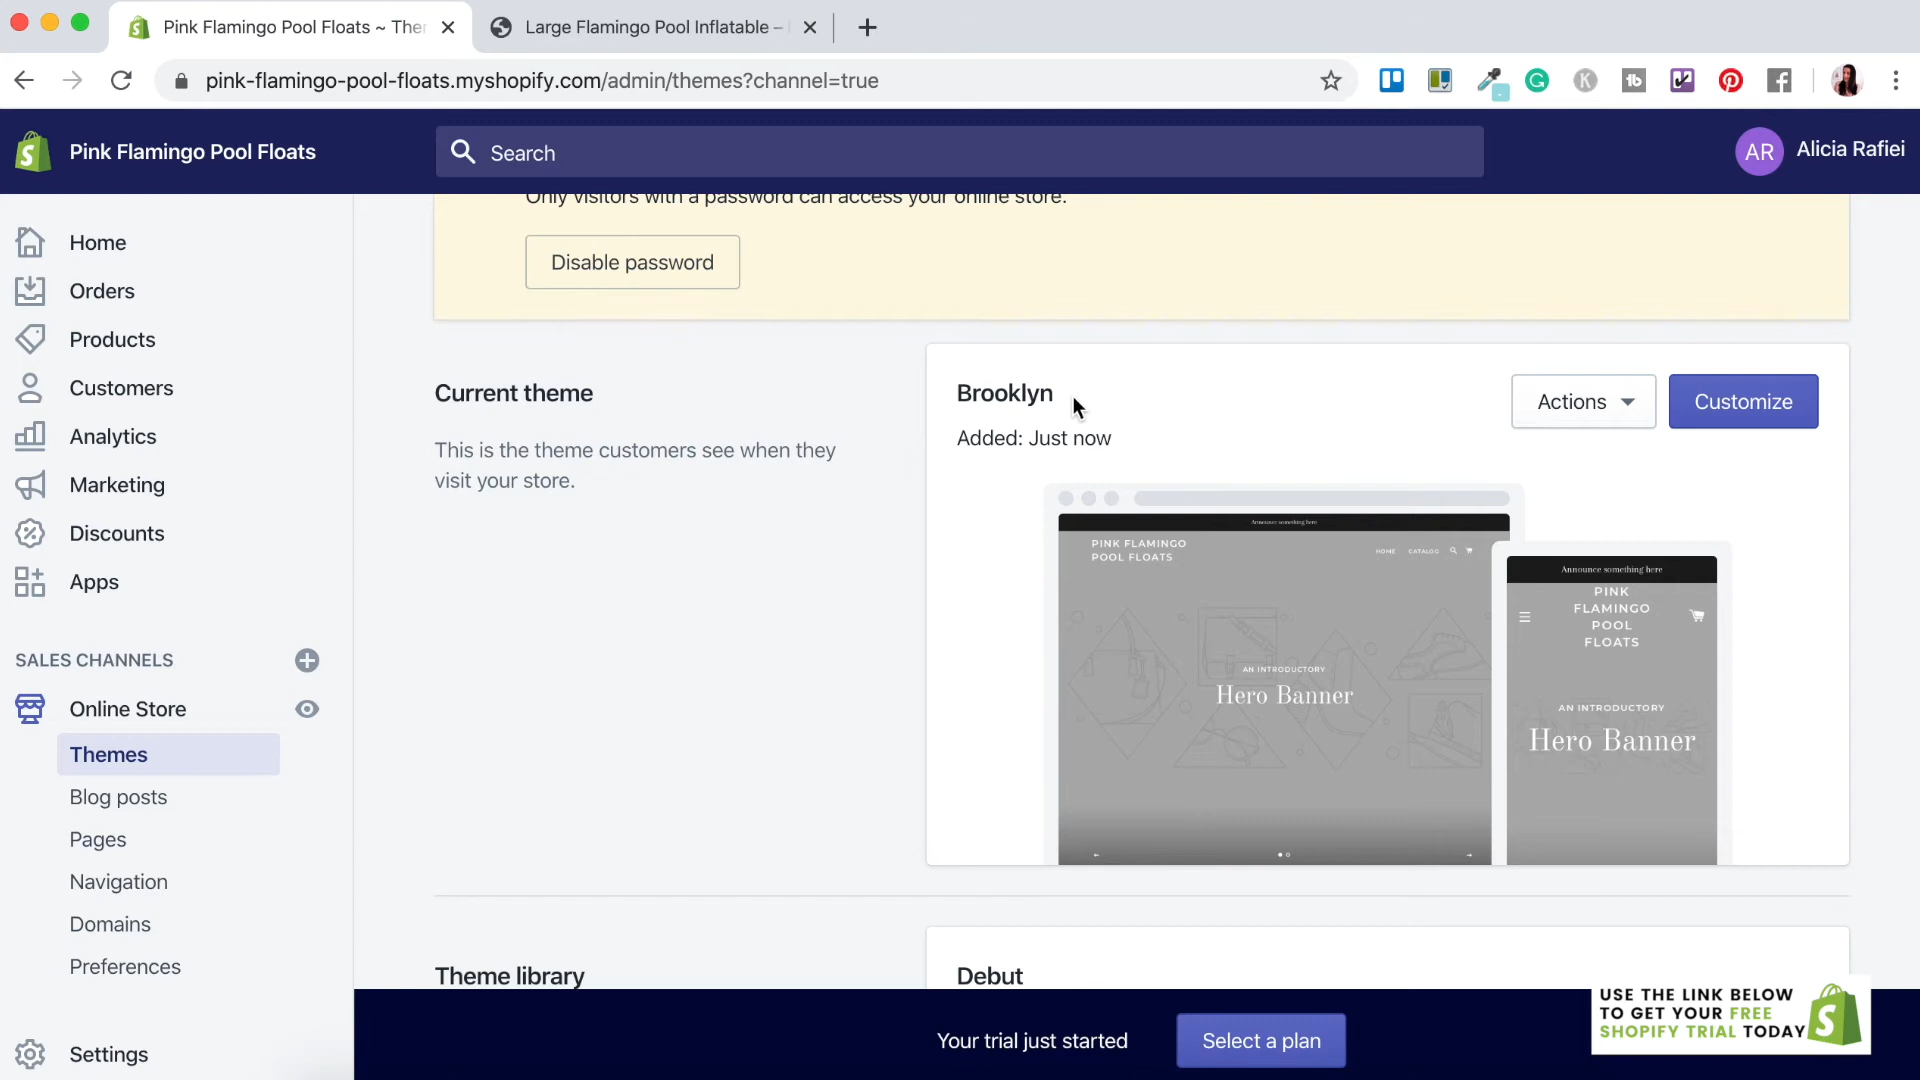 Pink Flamingo Pool Floats ~ Ther
Large Flamingo Pool Inflatable –
pink-flamingo-pool-floats.myshopify.com/admin/themes?channel=true
Pink Flamingo Pool Floats
Search
AR
Alicia Rafiei
Only visitors with a password can access your online store.
Disable password
Home
Orders
Products
Customers
Analytics
Marketing
Discounts
Apps
SALES CHANNELS
Online Store
Themes
Blog posts
Pages
Navigation
Domains
Preferences
Settings
Current theme
This is the theme customers see when they
visit your store.
Brooklyn
Added: Just now
Actions
Customize
Announce something here
PINK FLAMINGO
POOL FLOATS
HOME CATALOG
AN INTRODUCTORY
Hero Banner
Announce something here
PINK
FLAMINGO
POOL
FLOATS
AN INTRODUCTORY
Hero Banner
Theme library
Debut
Your trial just started
Select a plan
USE THE LINK BELOW
TO GET YOUR FREE
SHOPIFY TRIAL TODAY